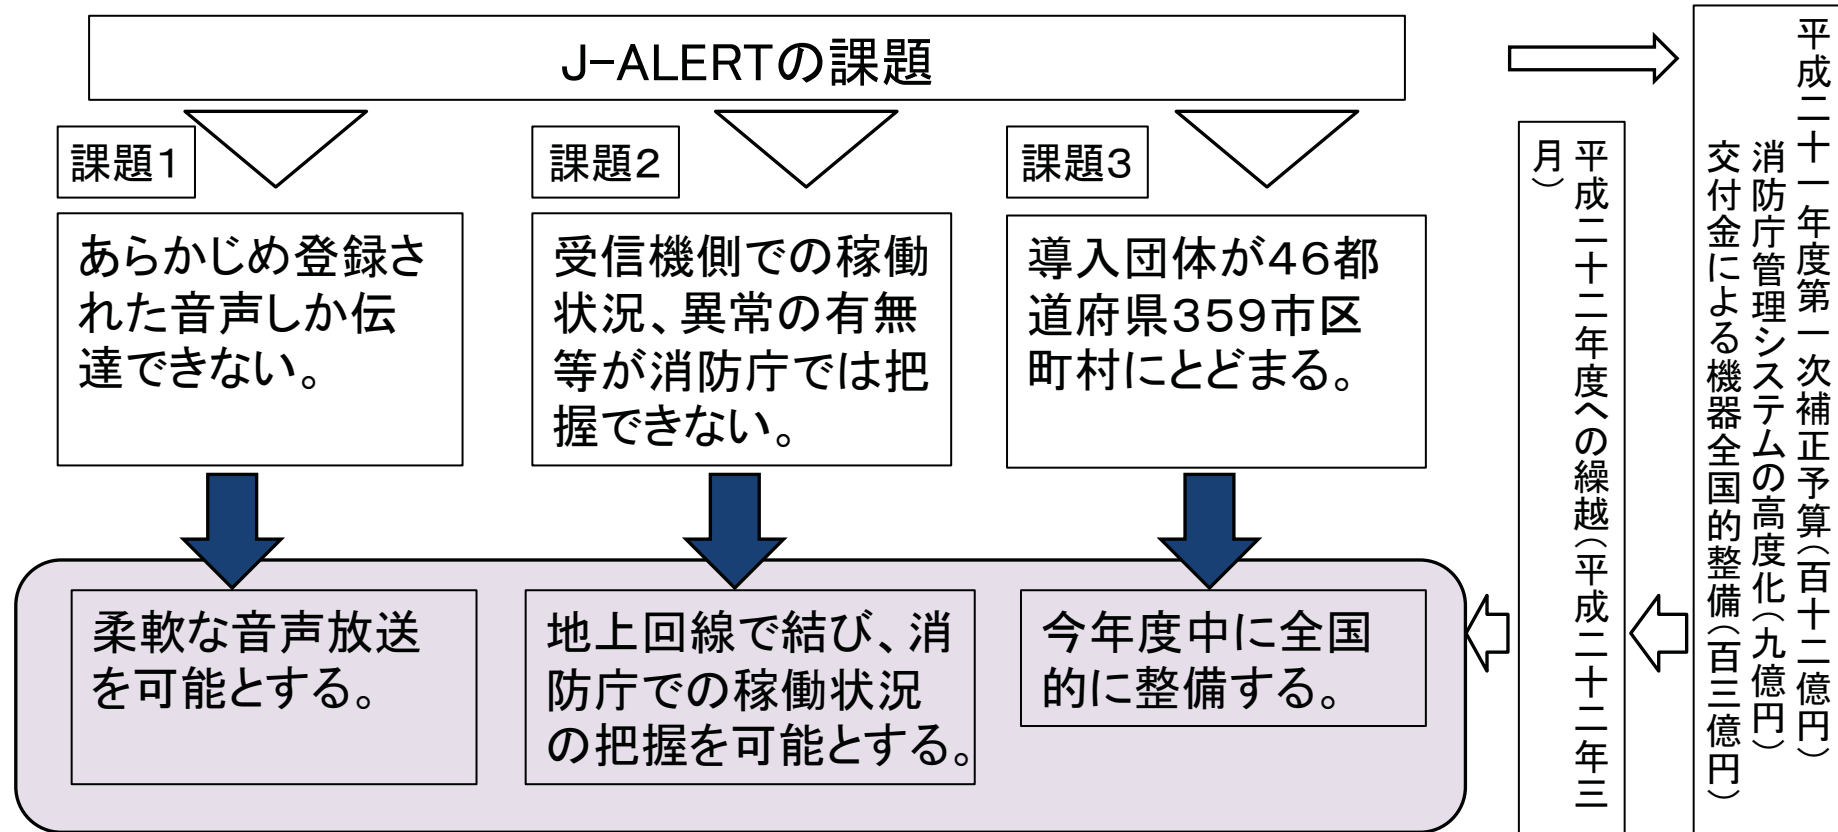 J-ALERTの課題
課題1
あらかじめ登録さ
れた音声しか伝
達できない。
課題2
受信機側での稼働
状況、異常の有無
等が消防庁では把
握できない。
課題3
導入団体が46都
道府県359市区
町村にとどまる。
柔軟な音声放送
を可能とする。
地上回線で結び、消
防庁での稼働状況
の把握を可能とする。
今年度中に全国
的に整備する。
平成二十一年度第一次補正予算(百十二億円)
消防庁管理システムの高度化(九億円)
交付金による機器全国的整備(百三億円)
平成二十二年度への繰越(平成二十二年三
月)